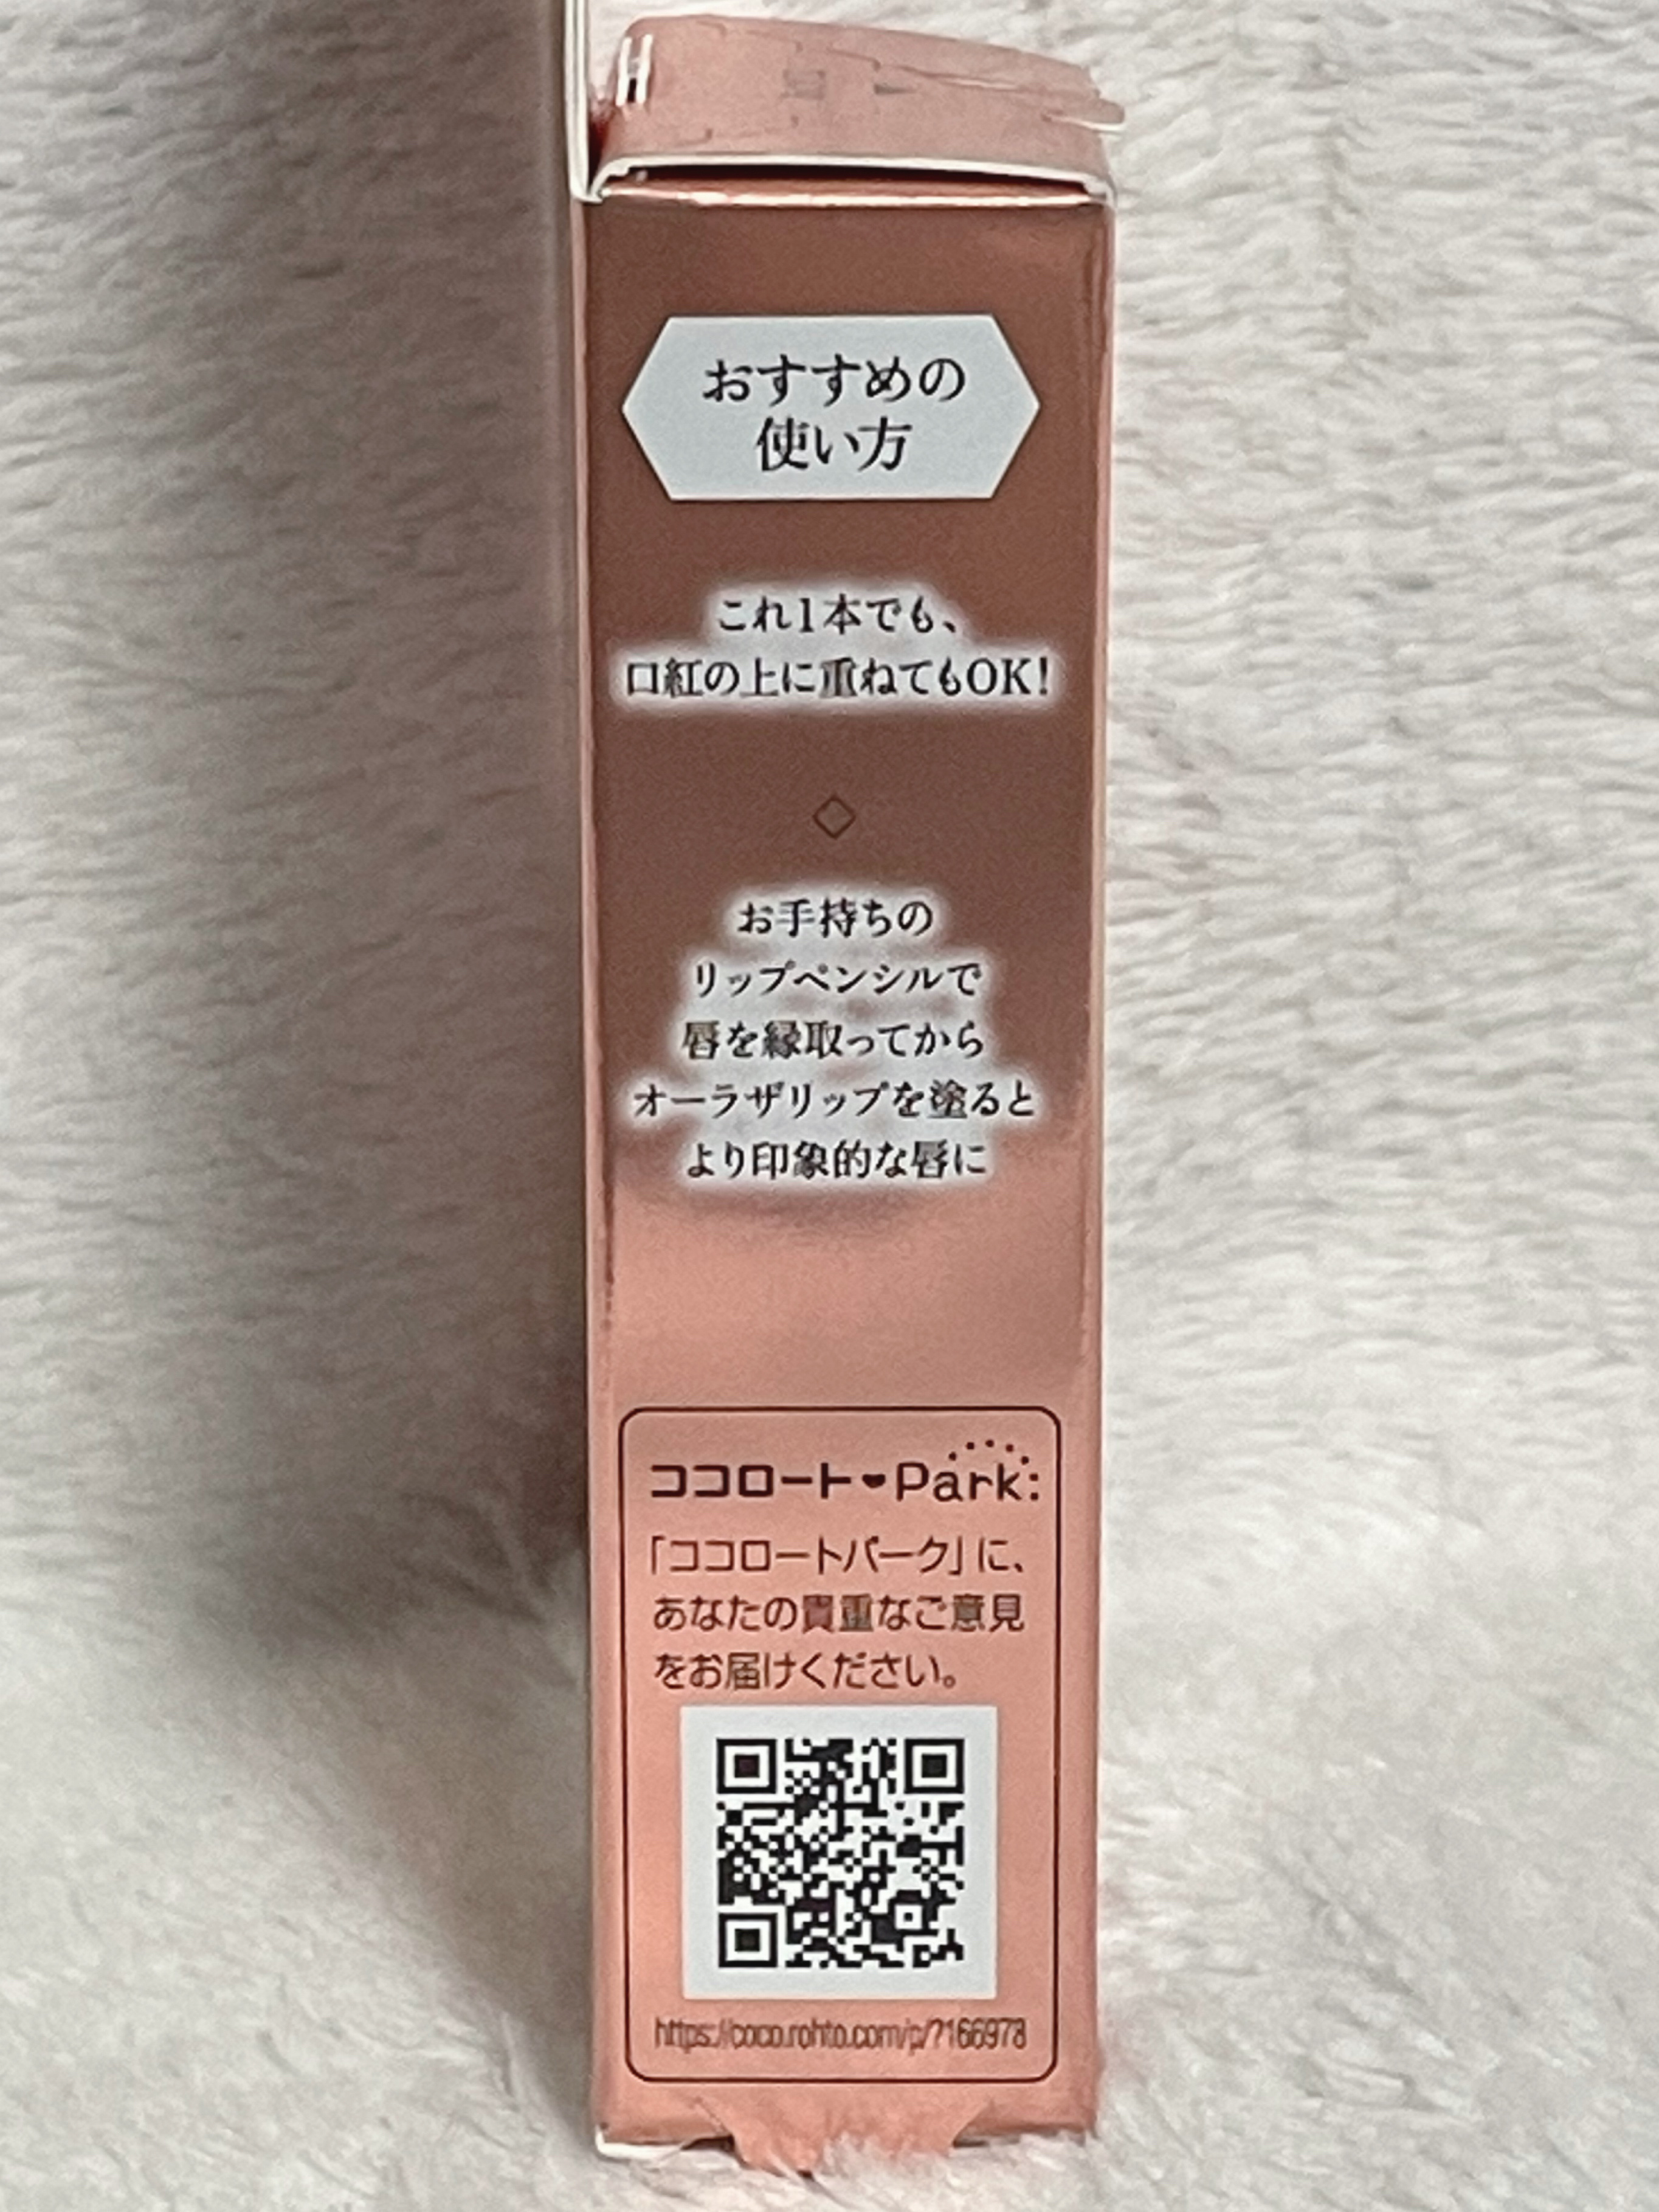 おすすめの
使い方
これ1本でも、
口紅の上に重ねてもOK!
お手持ちの
リップペンシルで
唇を縁取ってから
オーラザリップを塗ると
より印象的な唇に
ココロートPark
「ココロートパーク」に、
あなたの貴重なご意見
をお届けください。
https://coco.rohto.com/p/?166973